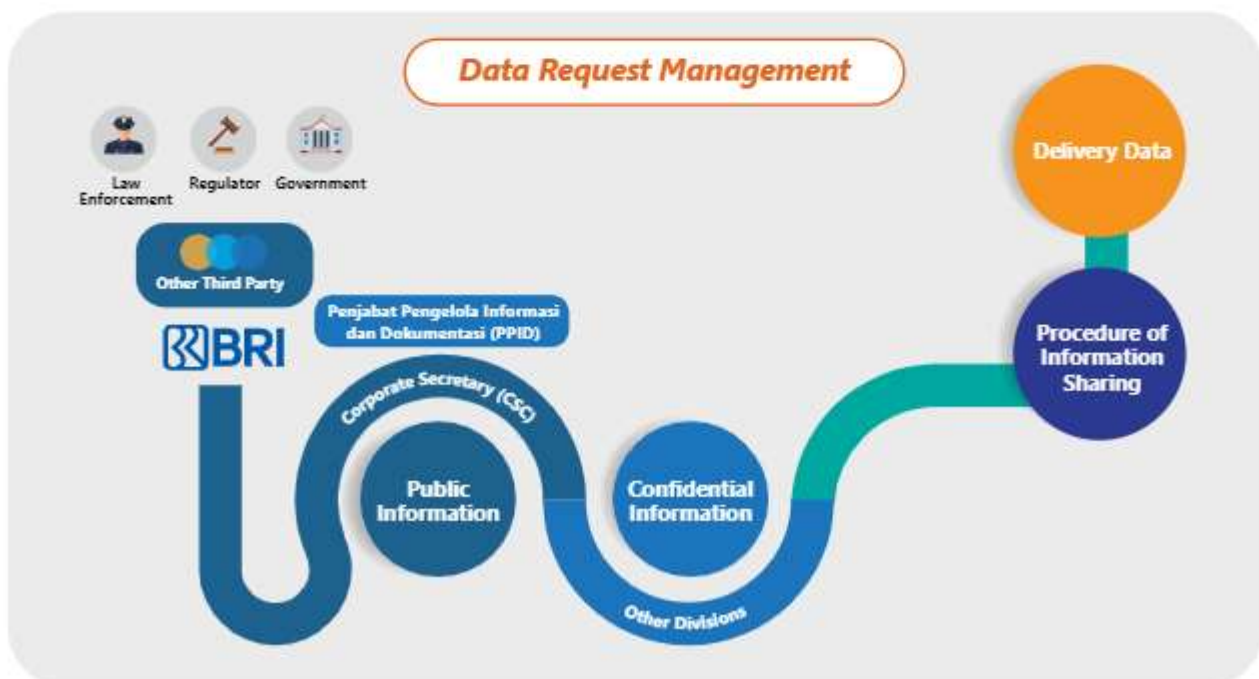 Data Request Management
Law
Enforcement
Regulator
Government
Other Third Party
BRI
Penjabat Pengelola Informasi
dan Dokumentasi (PPID)
Corporate Secretary (CSC)
Public
Information
Confidential
Information
Other Divisions
Procedure of
Information
Sharing
Delivery Data